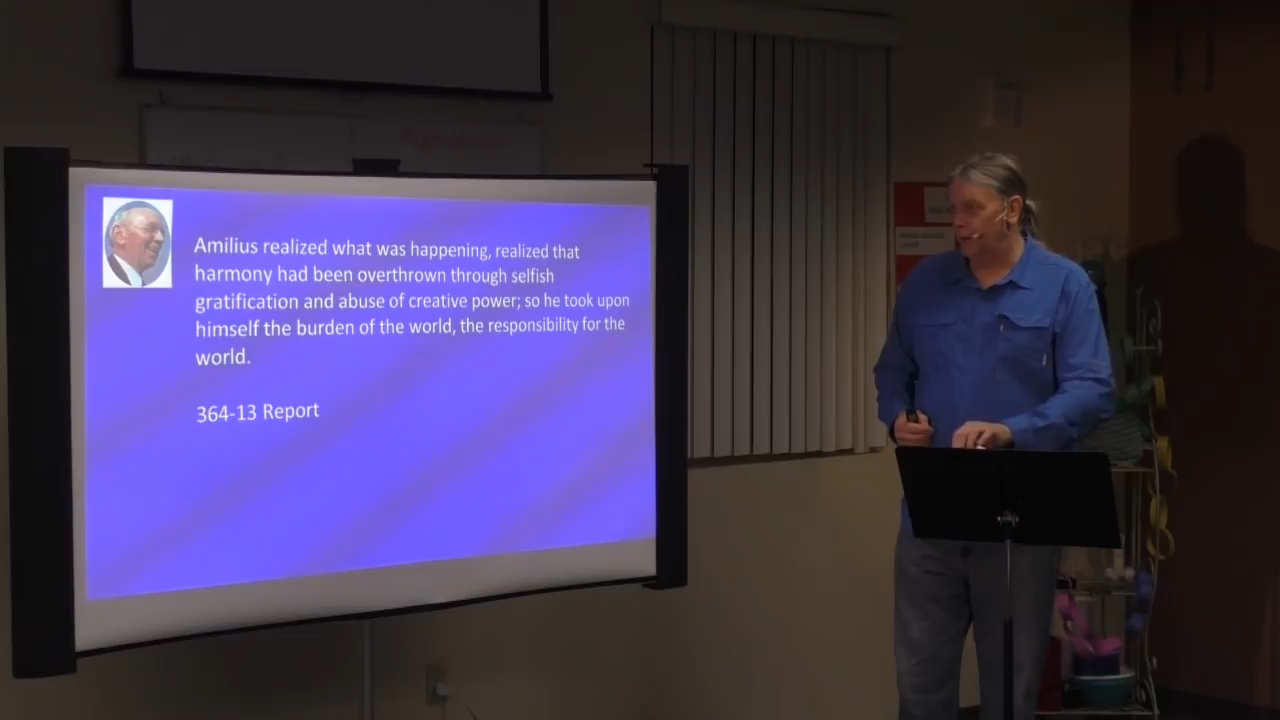 Amilius realized what was happening, realized that
harmony had been overthrown through selfish
gratification and abuse of creative power; so he took upon
himself the burden of the world, the responsibility for the
world.
364-13 Report